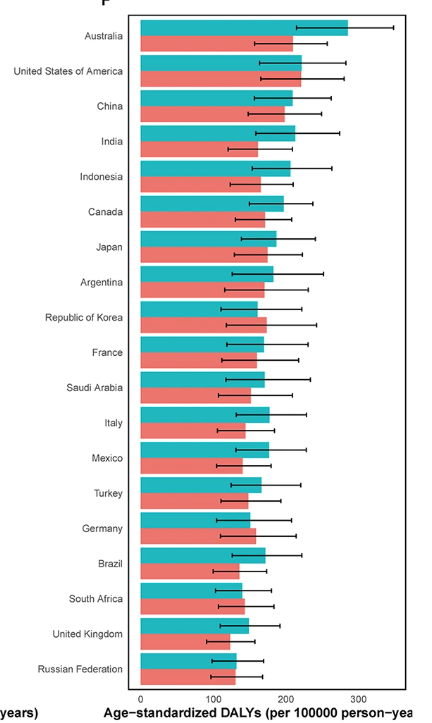 Australia
United States of America
China
India
Indonesia
Canada
Japan
Argentina
Republic of Korea
France
Saudi Arabia
Italy
Mexico
Turkey
Germany
Brazil
South Africa
United Kingdom
Russian Federation
0 100 200 300
years) Age−standardized DALYs (per 100000 person−yea